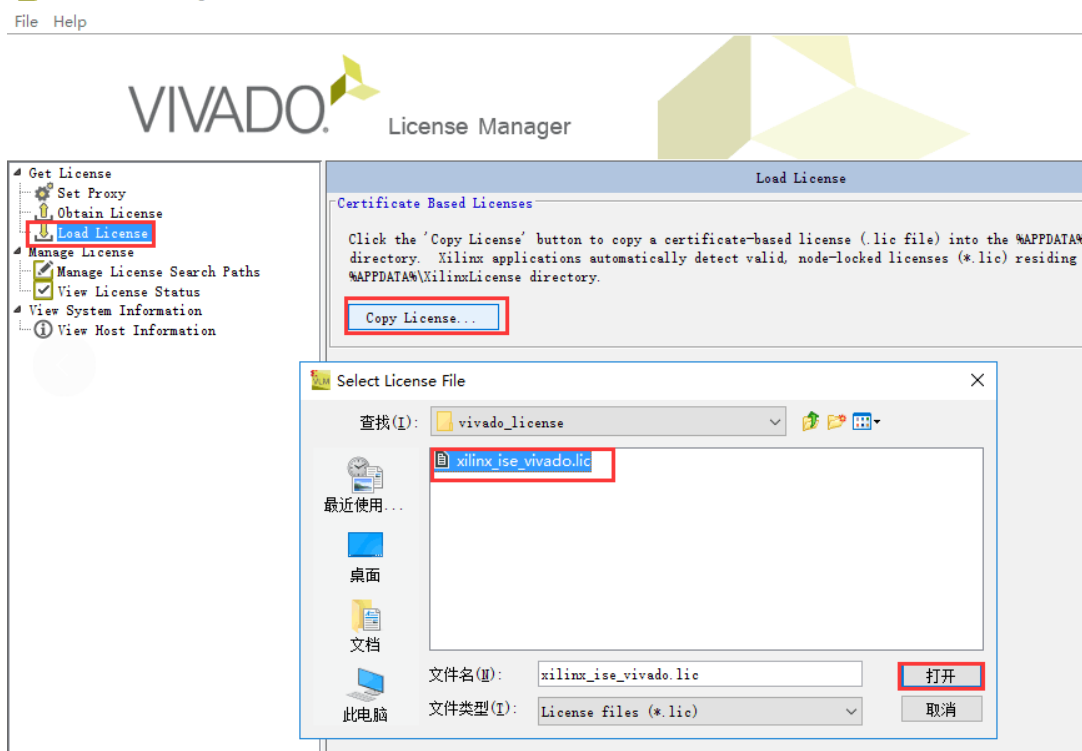 File Help
VIVADO. License Manager
Get License
Set Proxy
Obtain License
Load License
Manage License
Manage License Search Paths
View License Status
View System Information
View Host Information
Load License
Certificate Based Licenses
Click the 'Copy License' button to copy a certificate-based license (.lic file) into the %APPDATA%
directory. Xilinx applications automatically detect valid, node-locked licenses (*.lic) residing
%APPDATA%\XilinxLicense directory.
Copy License...
VLM Select License File
查找(I): vivado_license
xilinx_ise_vivado.lic
最近使用...
桌面
文档
此电脑
文件名(N): xilinx_ise_vivado.lic 打开
文件类型(T): License files (*.lic) 取消